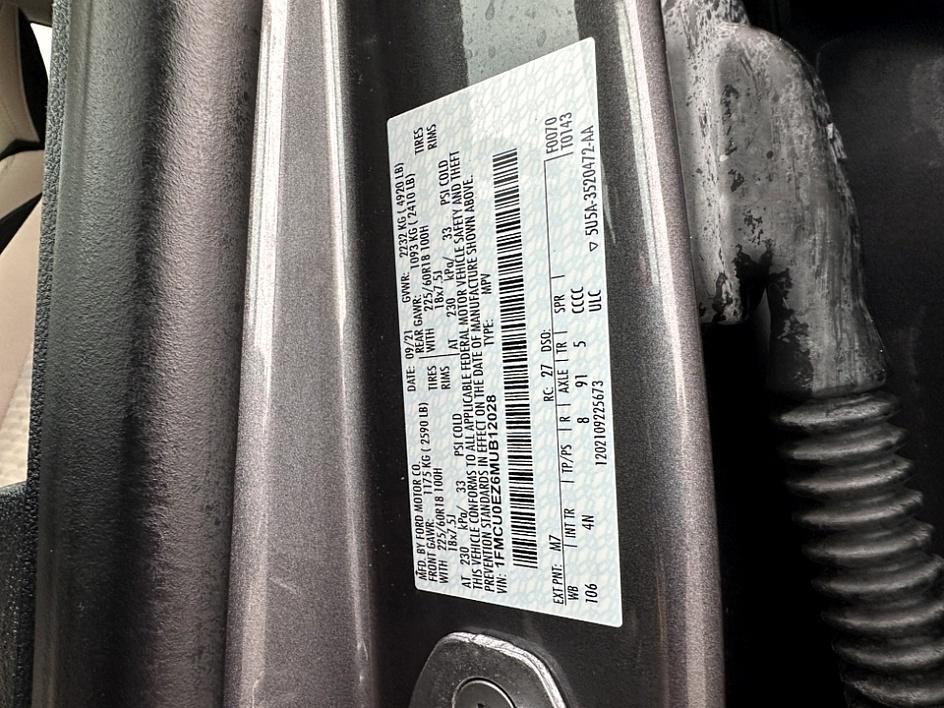 MFD. BY FORD MOTOR CO.
DATE: 09/21 GVWR: 2232 KG ( 4920 LB)
FRONT GAWR: 1175 KG ( 2590 LB) REAR GAWR: 1093 KG ( 2410 LB)
WITH 225/60R18 100H TIRES WITH 225/60R18 100H TIRES
18x7.5J RIMS 18x7.5J RIMS
AT 230 kPa/ 33 PSI COLD AT 230 kPa/ 33 PSI COLD
THIS VEHICLE CONFORMS TO ALL APPLICABLE FEDERAL MOTOR VEHICLE SAFETY AND THEFT
PREVENTION STANDARDS IN EFFECT ON THE DATE OF MANUFACTURE SHOWN ABOVE.
VIN: 1FMCU0EZ6MUB12028 TYPE: MPV
F0070
EXT PNT: M7 RC: 27 DSO: T0143
WB INT TR TP/PS R AXLE TR SPR
106 4N 8 91 5 CCCC
1202109225673 ULC
▽ 5U5A-3520472-AA